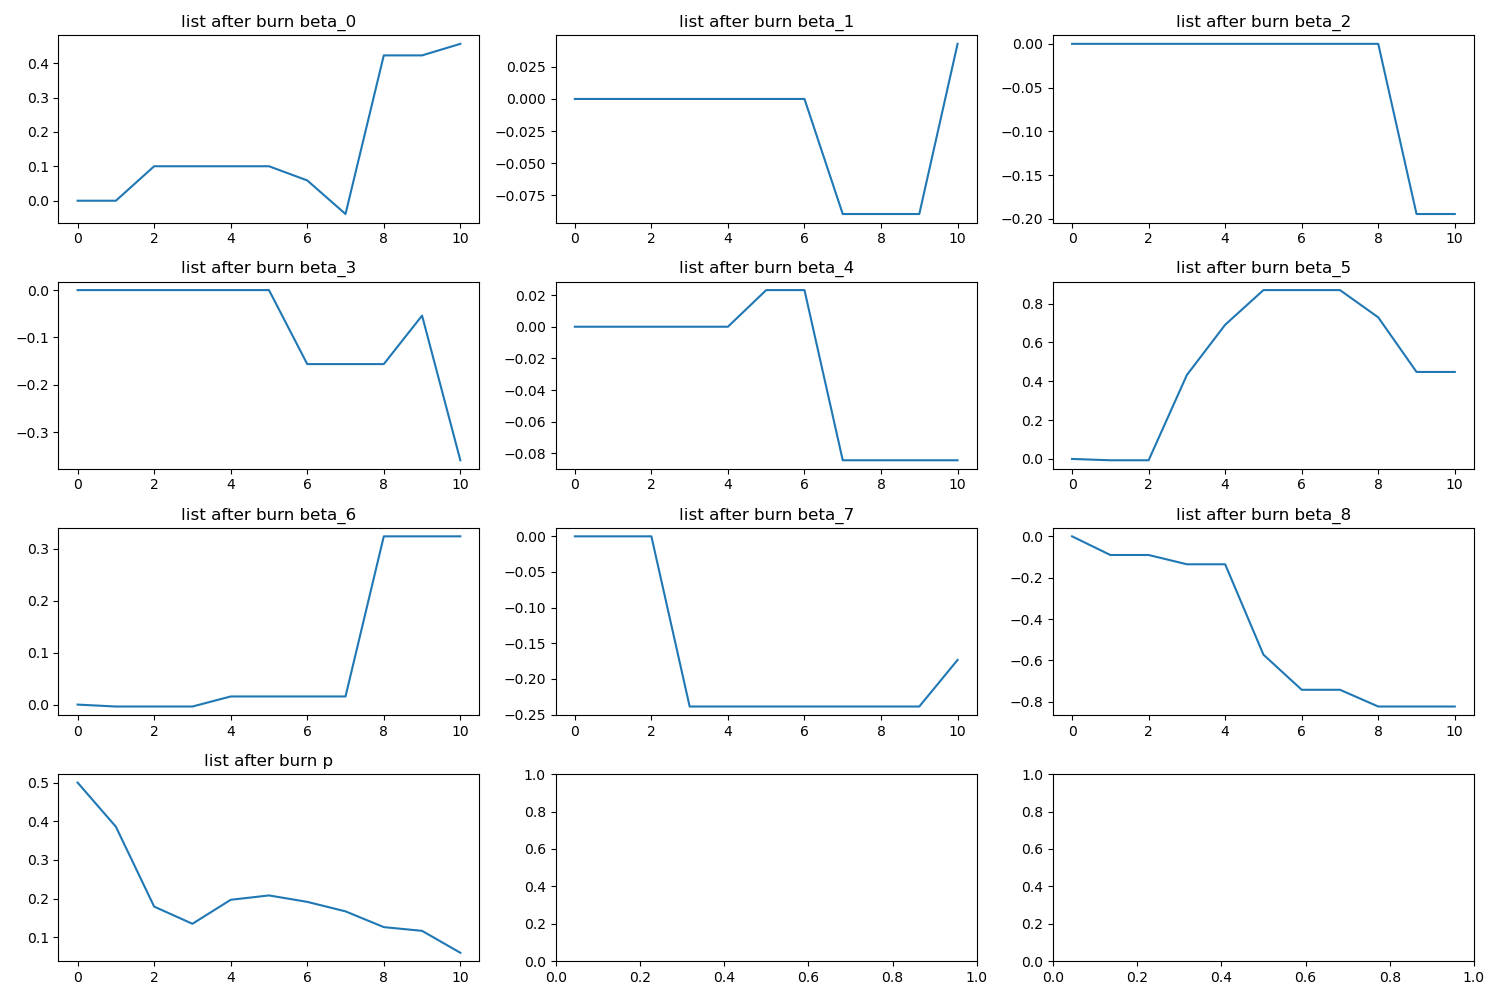 list after burn beta_0
list after burn beta_1
list after burn beta_2
0.4
0.3
0.2
0.1
0.0
0 2 4 6 8 10
0.025
0.000
−0.025
−0.050
−0.075
0 2 4 6 8 10
0.00
−0.05
−0.10
−0.15
−0.20
0 2 4 6 8 10
list after burn beta_3
list after burn beta_4
list after burn beta_5
0.0
−0.1
−0.2
−0.3
0 2 4 6 8 10
0.02
0.00
−0.02
−0.04
−0.06
−0.08
0 2 4 6 8 10
0.8
0.6
0.4
0.2
0.0
0 2 4 6 8 10
list after burn beta_6
list after burn beta_7
list after burn beta_8
0.3
0.2
0.1
0.0
0 2 4 6 8 10
0.00
−0.05
−0.10
−0.15
−0.20
−0.25
0 2 4 6 8 10
0.0
−0.2
−0.4
−0.6
−0.8
0 2 4 6 8 10
list after burn p
0.5
0.4
0.3
0.2
0.1
0 2 4 6 8 10
1.0
0.8
0.6
0.4
0.2
0.0
0.0 0.2 0.4 0.6 0.8 1.0
1.0
0.8
0.6
0.4
0.2
0.0
0.0 0.2 0.4 0.6 0.8 1.0